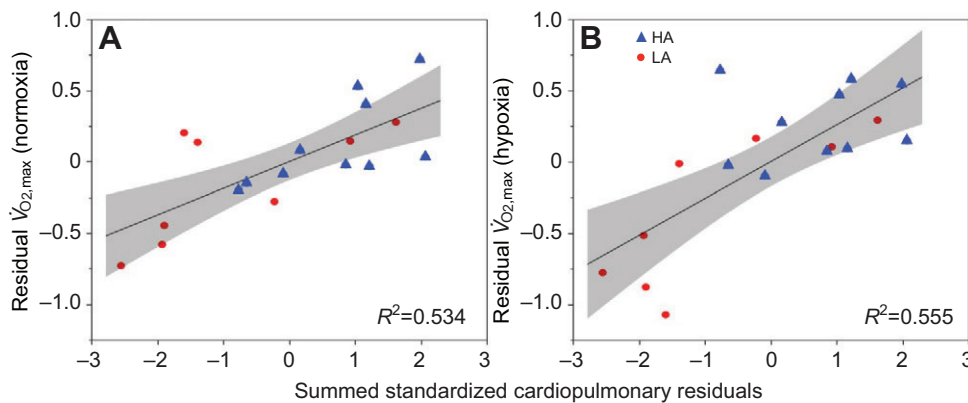 A
1.0
0.5
0
–0.5
–1.0
Residual V̇O2,max (normoxia)
R²=0.534
–3 –2 –1 0 1 2 3
B
HA
LA
1.0
0.5
0
–0.5
–1.0
Residual V̇O2,max (hypoxia)
R²=0.555
–3 –2 –1 0 1 2 3
Summed standardized cardiopulmonary residuals